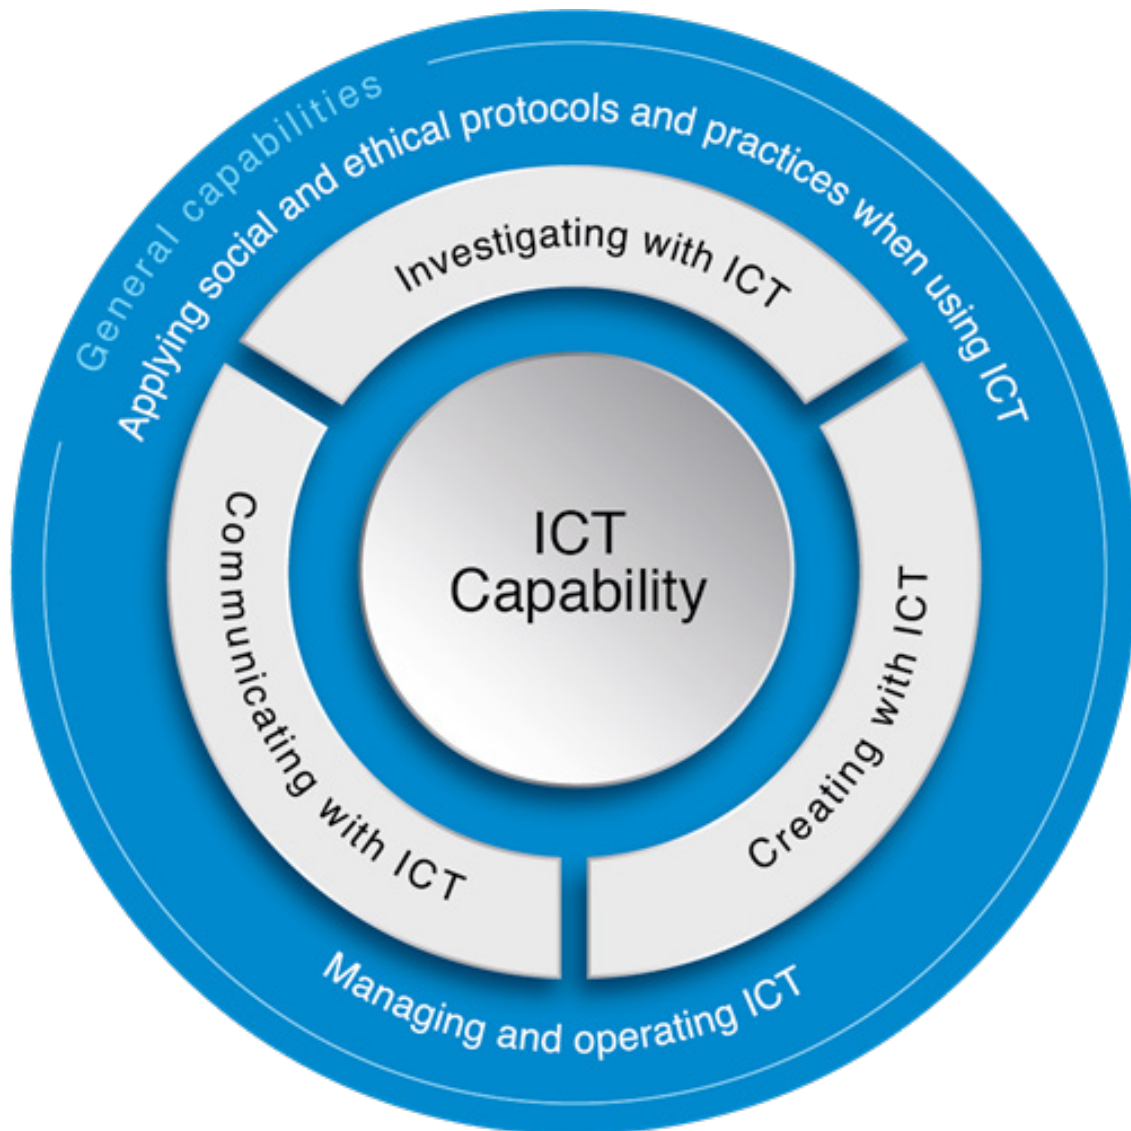 General capabilities
Applying social and ethical protocols and practices when using ICT
Investigating with ICT
Communicating with ICT
ICT
Capability
Creating with ICT
Managing and operating ICT